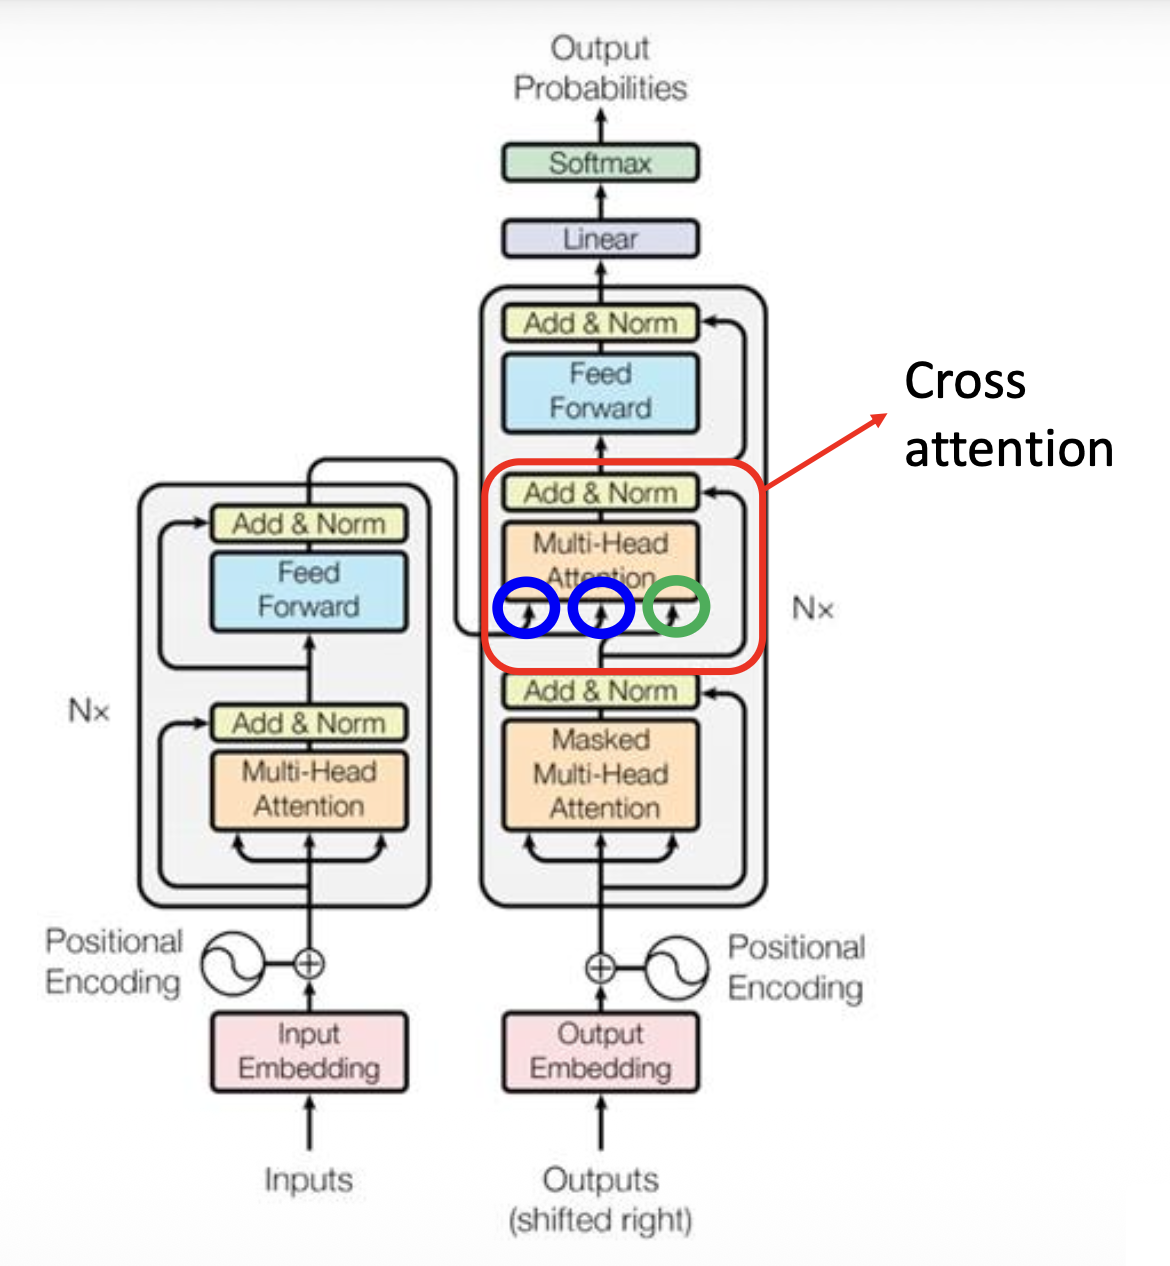 Output
Probabilities
Softmax
Linear
Add & Norm
Feed
Forward
Cross
attention
Add & Norm
Multi-Head
Attention
Nx
Add & Norm
Masked
Multi-Head
Attention
Add & Norm
Feed
Forward
Nx
Add & Norm
Multi-Head
Attention
Positional
Encoding
Positional
Encoding
Input
Embedding
Output
Embedding
Inputs
Outputs
(shifted right)